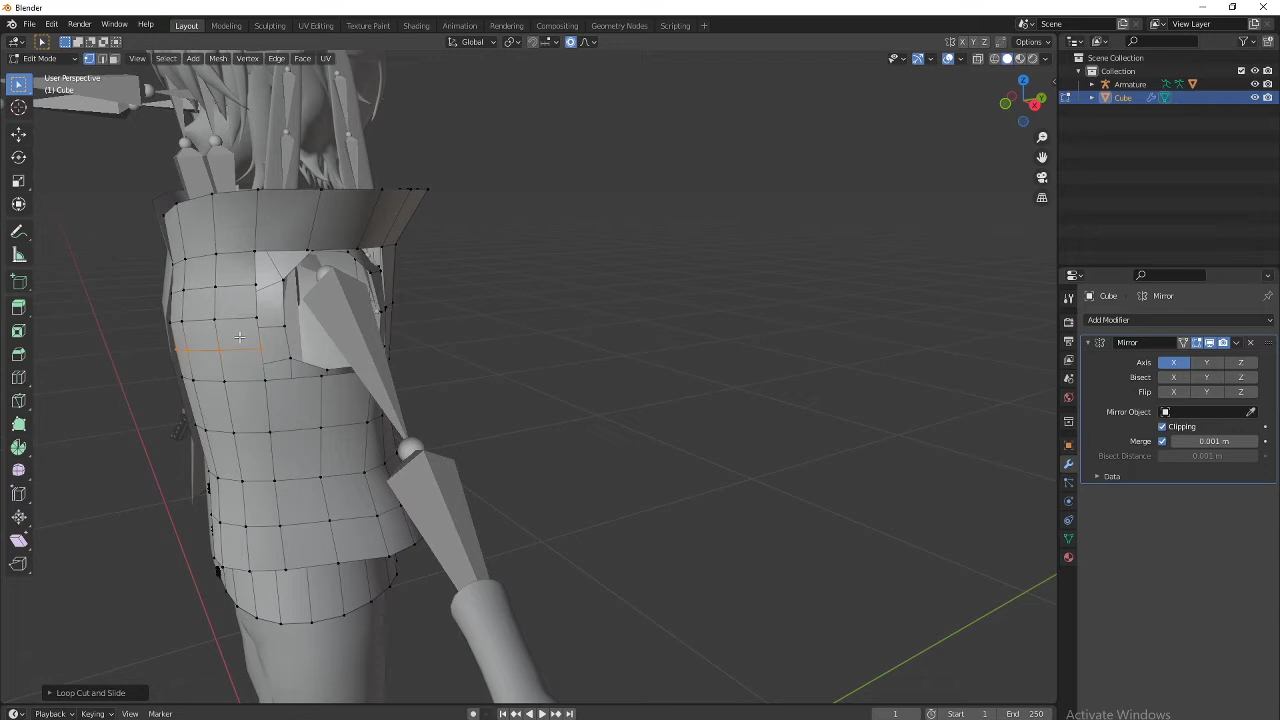 Blender
File Edit Render Window Help Layout Modeling Sculpting UV Editing Texture Paint Shading Animation Rendering Compositing Geometry Nodes Scripting + Scene View Layer
Global Options X Y Z
Edit Mode View Select Add Mesh Vertex Edge Face UV
User Perspective
(1) Cube
Scene Collection
Collection
Armature
Cube
Z
Y
X
Cube Mirror
Add Modifier
Mirror
Axis X Y Z
Bisect X Y Z
Flip X Y Z
Mirror Object
Clipping
Merge 0.001 m
Bisect Distance 0.001 m
Data
Loop Cut and Slide
Playback Keying View Marker 1 Start 1 End 250
Activate Windows